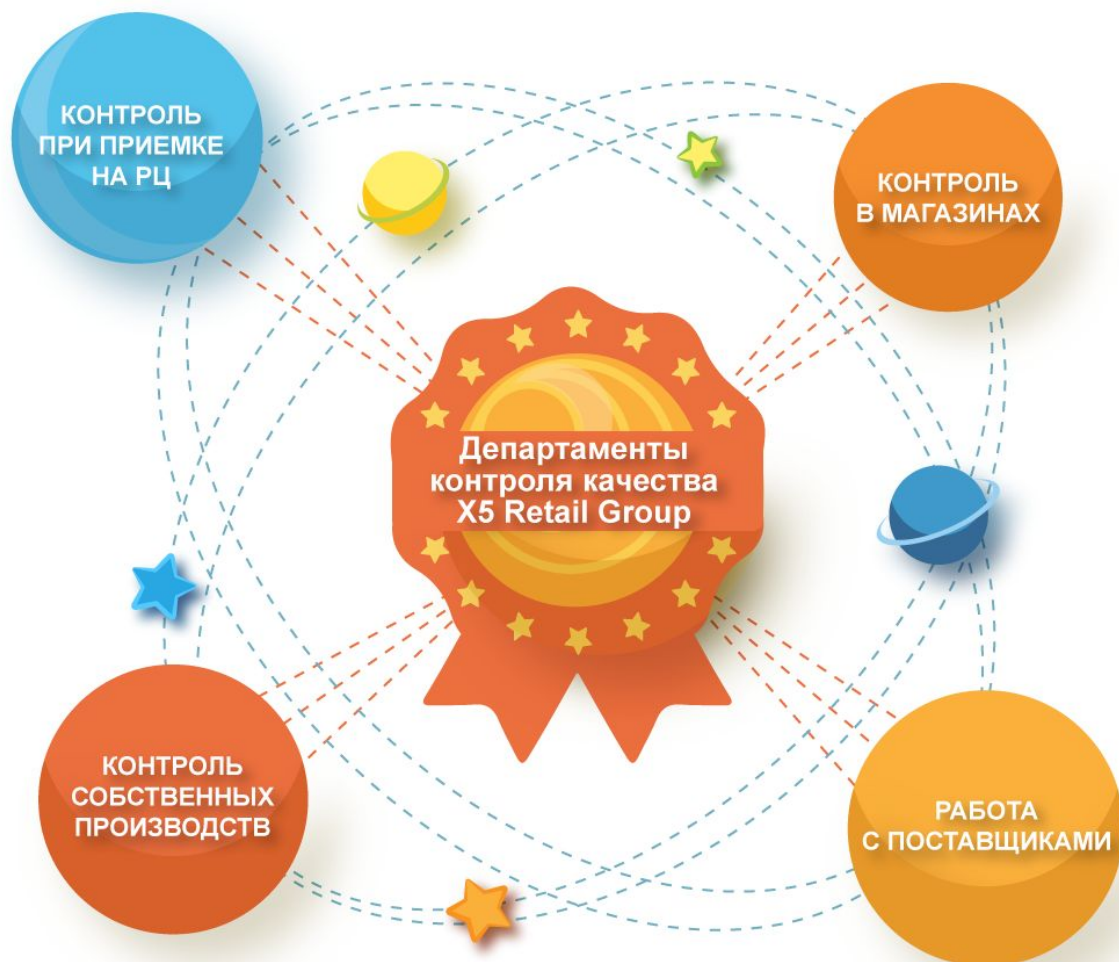 КОНТРОЛЬ
ПРИ ПРИЕМКЕ
НА РЦ
КОНТРОЛЬ
В МАГАЗИНАХ
Департаменты
контроля качества
X5 Retail Group
КОНТРОЛЬ
СОБСТВЕННЫХ
ПРОИЗВОДСТВ
РАБОТА
С ПОСТАВЩИКАМИ